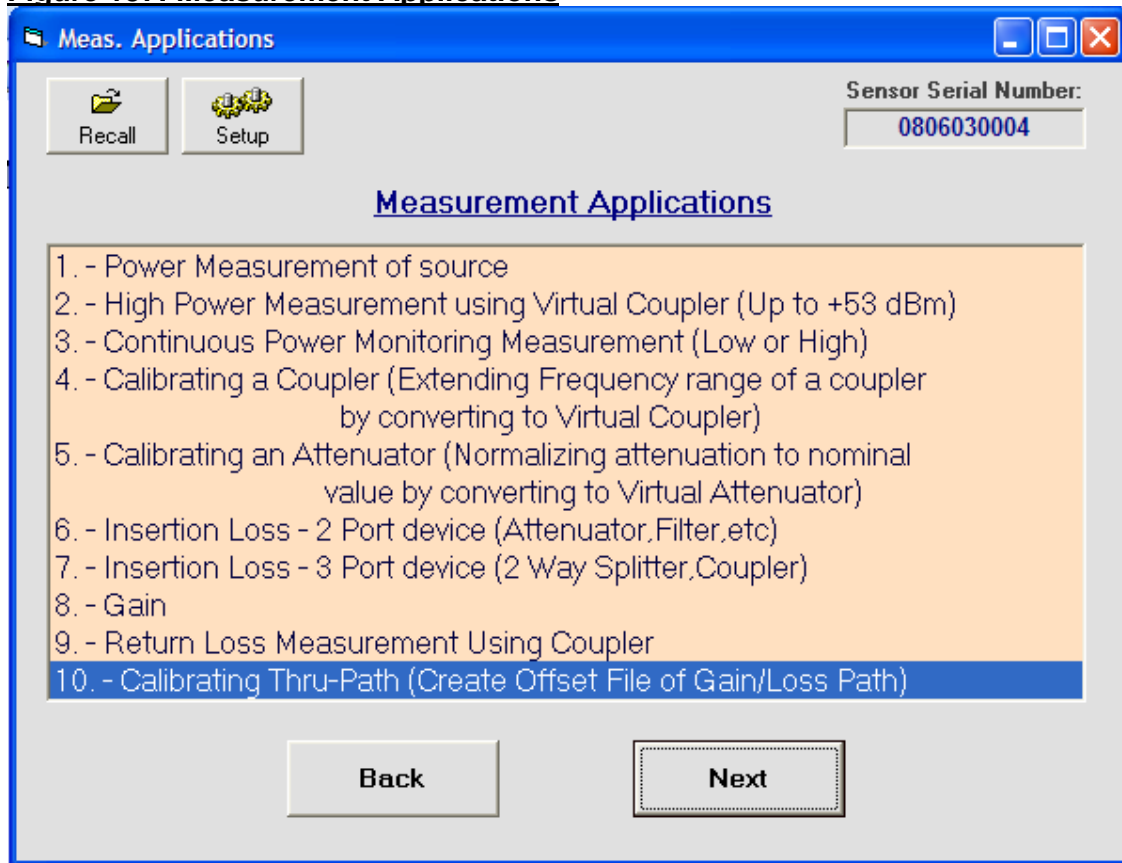 Meas. Applications
Recall
Setup
Sensor Serial Number:
0806030004
Measurement Applications
1. - Power Measurement of source
2. - High Power Measurement using Virtual Coupler (Up to +53 dBm)
3. - Continuous Power Monitoring Measurement (Low or High)
4. - Calibrating a Coupler (Extending Frequency range of a coupler
by converting to Virtual Coupler)
5. - Calibrating an Attenuator (Normalizing attenuation to nominal
value by converting to Virtual Attenuator)
6. - Insertion Loss - 2 Port device (Attenuator,Filter,etc)
7. - Insertion Loss - 3 Port device (2 Way Splitter,Coupler)
8. - Gain
9. - Return Loss Measurement Using Coupler
10. - Calibrating Thru-Path (Create Offset File of Gain/Loss Path)
Back
Next